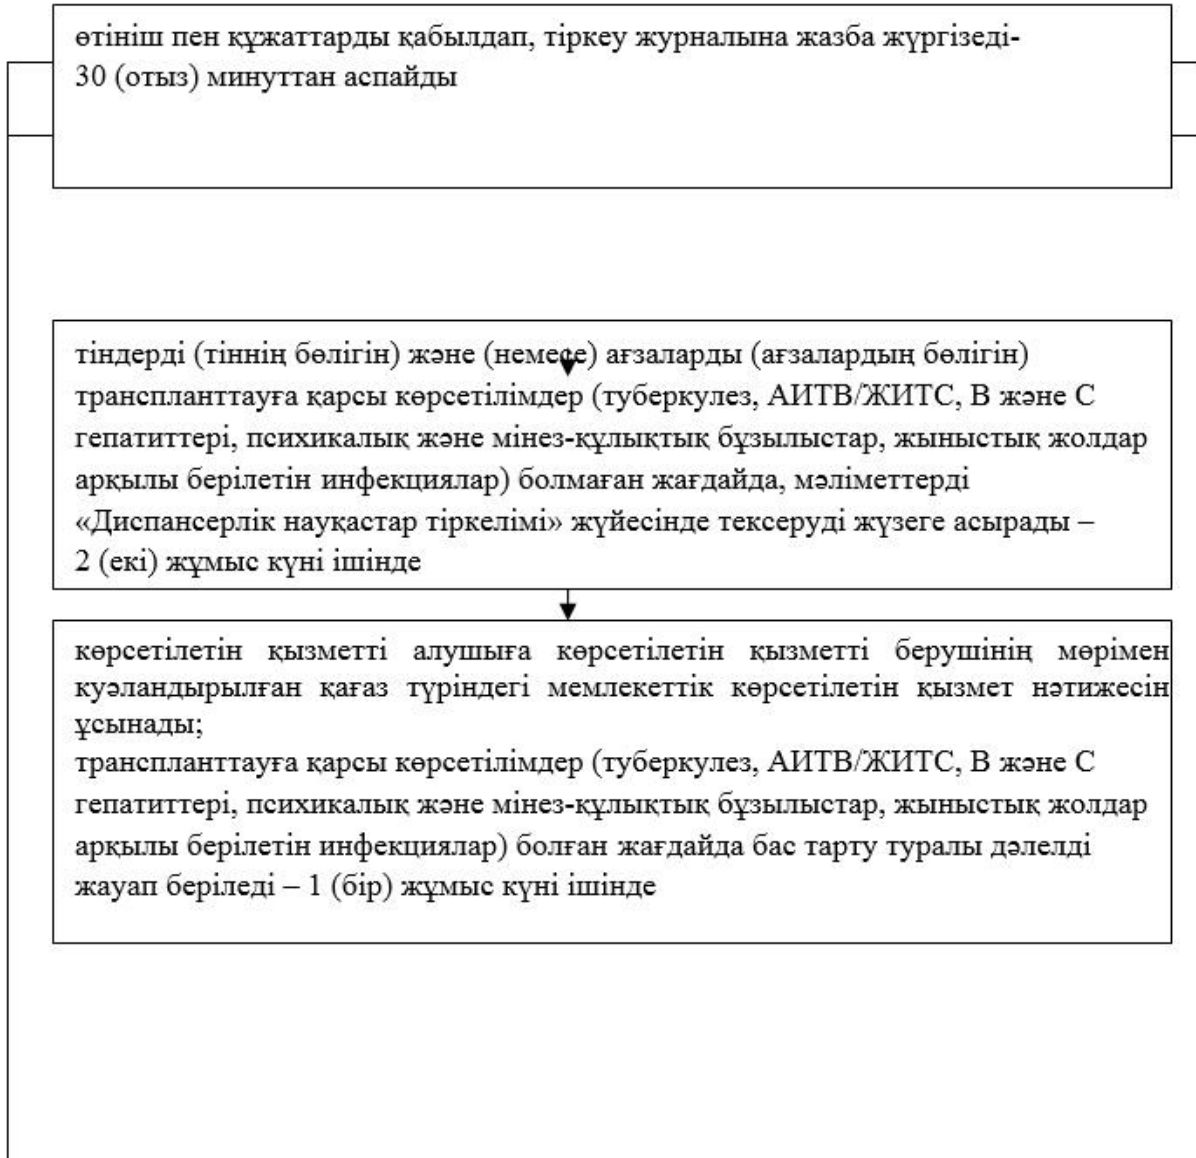 өтініш пен құжаттарды қабылдап, тіркеу журналына жазба жүргізеді-
30 (отыз) минуттан аспайды
тіндерді (тіннің бөлігін) және (немесе) ағзаларды (ағзалардың бөлігін)
транспланттауға қарсы көрсетілімдер (туберкулез, АИТВ/ЖИТС, В және С
гепатиттері, психикалық және мінез-құлықтық бұзылыстар, жыныстық жолдар
арқылы берілетін инфекциялар) болмаған жағдайда, мәліметтерді
«Диспансерлік науқастар тіркелімі» жүйесінде тексеруді жүзеге асырады –
2 (екі) жұмыс күні ішінде
көрсетілетін қызметті алушыға көрсетілетін қызметті берушінің мөрімен
куәландырылған қағаз түріндегі мемлекеттік көрсетілетін қызмет нәтижесін
ұсынады;
транспланттауға қарсы көрсетілімдер (туберкулез, АИТВ/ЖИТС, В және С
гепатиттері, психикалық және мінез-құлықтық бұзылыстар, жыныстық жолдар
арқылы берілетін инфекциялар) болған жағдайда бас тарту туралы дәлелді
жауап беріледі – 1 (бір) жұмыс күні ішінде